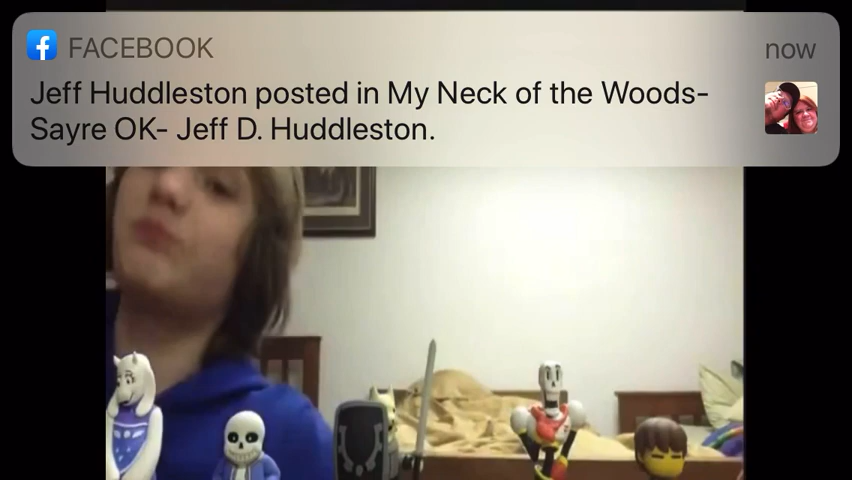 FACEBOOK
now
Jeff Huddleston posted in My Neck of the Woods-
Sayre OK- Jeff D. Huddleston.